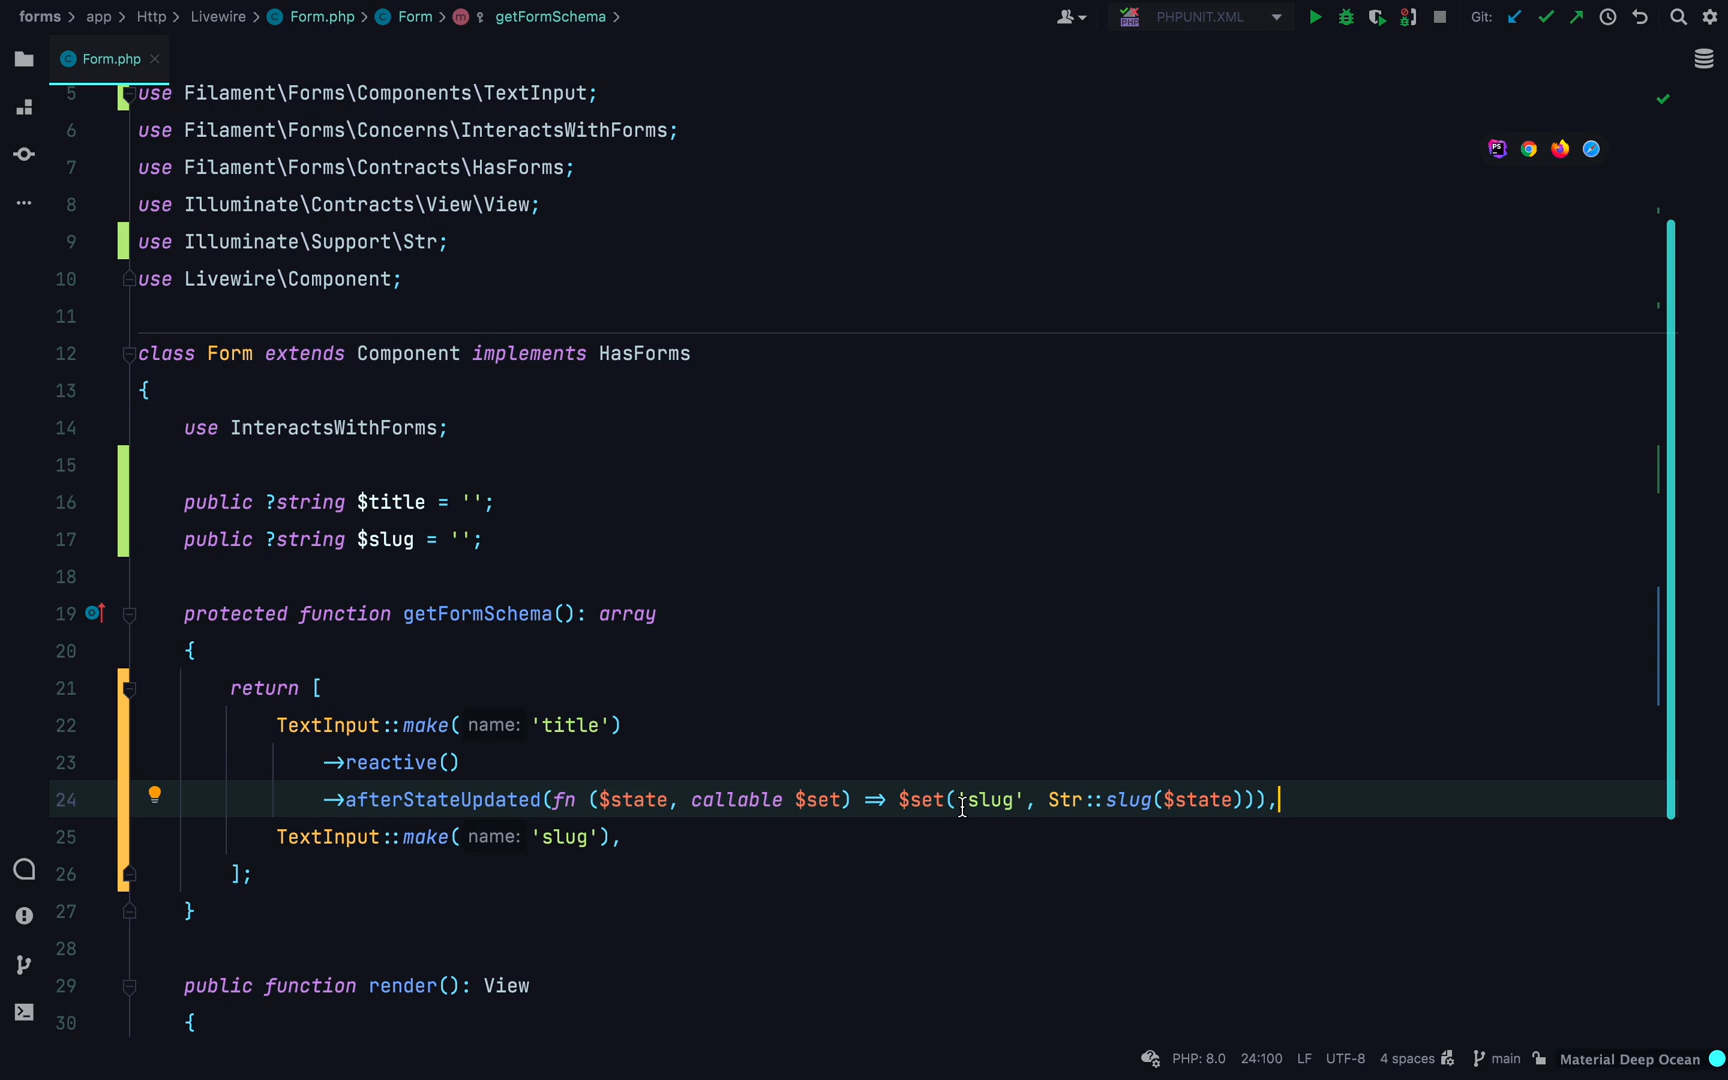 forms > app > Http > Livewire > Form.php > Form > m getFormSchema >
PHP PHPUNIT.XML Git:
Form.php
5 use Filament\Forms\Components\TextInput;
6 use Filament\Forms\Concerns\InteractsWithForms;
7 use Filament\Forms\Contracts\HasForms;
PS
8 use Illuminate\Contracts\View\View;
9 use Illuminate\Support\Str;
10 use Livewire\Component;
11
12 class Form extends Component implements HasForms
13 {
14 use InteractsWithForms;
15
16 public ?string $title = '';
17 public ?string $slug = '';
18
19 protected function getFormSchema(): array
20 {
21 return [
22 TextInput::make( name: 'title')
23 →reactive()
24 →afterStateUpdated(fn ($state, callable $set) ⇒ $set('slug', Str::slug($state))),
25 TextInput::make( name: 'slug'),
26 ];
27 }
28
29 public function render(): View
30 {
PHP: 8.0 24:100 LF UTF-8 4 spaces main Material Deep Ocean